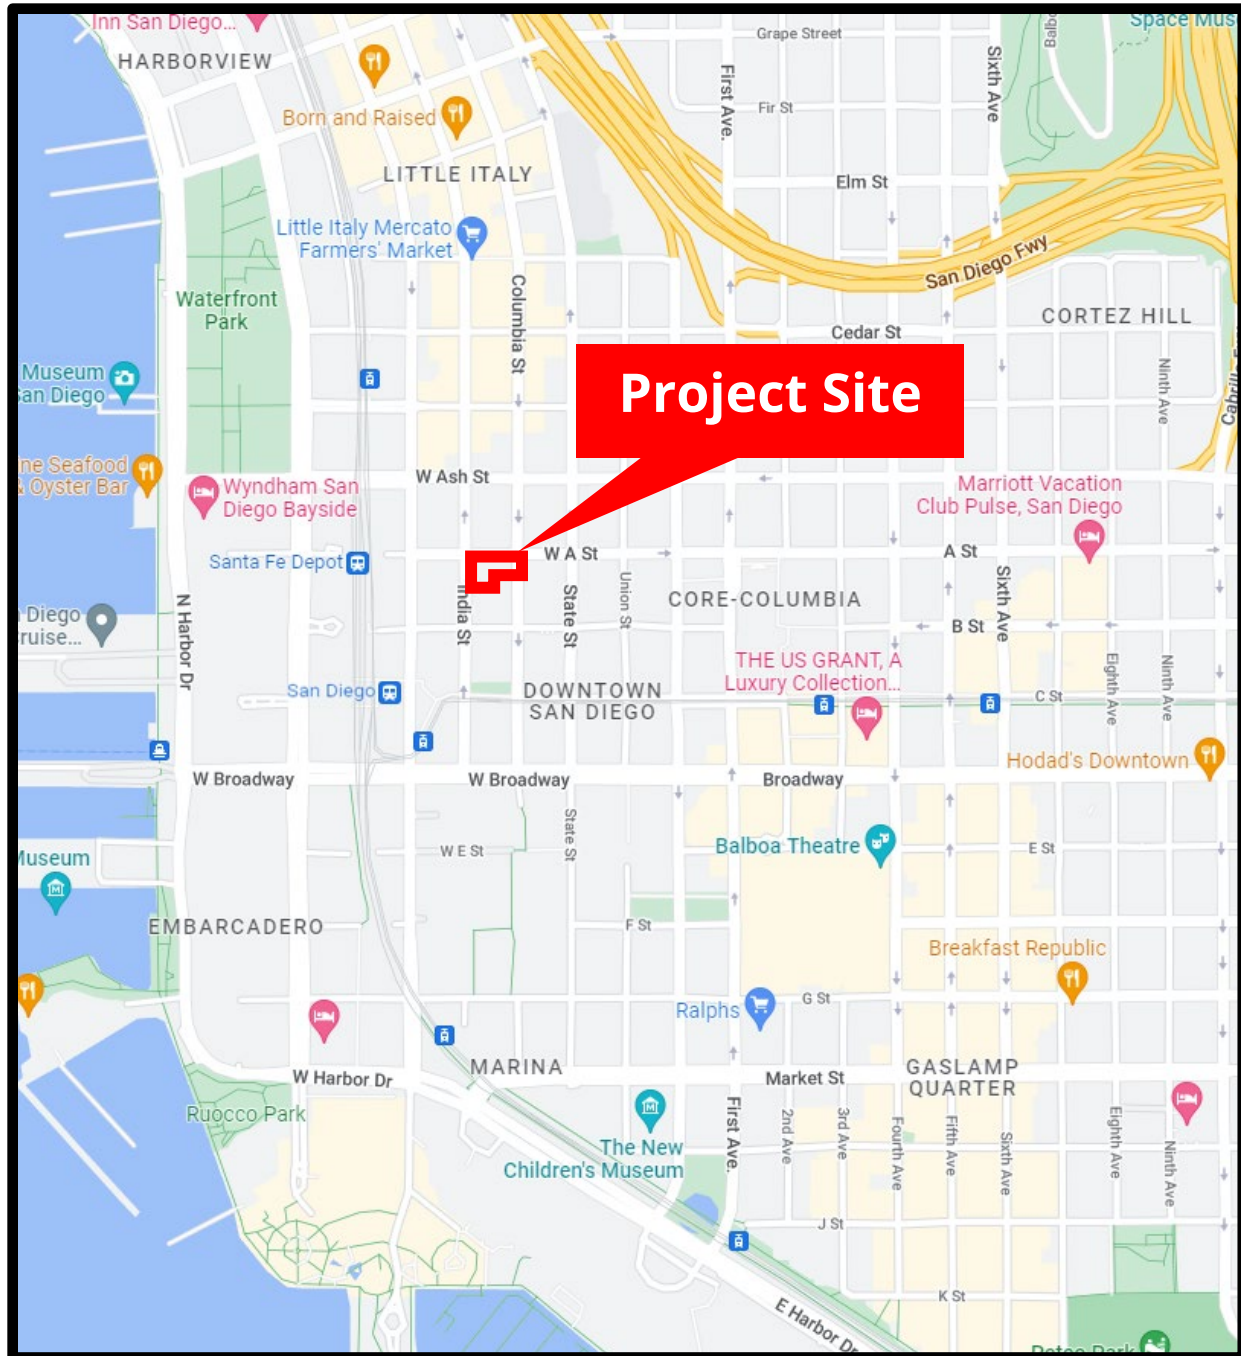 Inn San Diego...
HARBORVIEW
Grape Street
Space Mus
Balbo
Sixth Ave
First Ave.
Fir St
Born and Raised
LITTLE ITALY
Elm St
Little Italy Mercato
Farmers' Market
San Diego Fwy
Columbia St
Waterfront
Park
CORTEZ HILL
Cedar St
Museum
San Diego
Ninth Ave
Project Site
ne Seafood
& Oyster Bar
W Ash St
Wyndham San
Diego Bayside
Marriott Vacation
Club Pulse, San Diego
Santa Fe Depot
W A St
A St
India St
State St
Union St
Sixth Ave
CORE-COLUMBIA
N Harbor Dr
Diego
ruise...
B St
THE US GRANT, A
Luxury Collection...
Eighth Ave
Ninth Ave
San Diego
DOWNTOWN
SAN DIEGO
C St
W Broadway
W Broadway
Broadway
Hodad's Downtown
State St
W E St
Balboa Theatre
E St
Museum
EMBARCADERO
F St
Breakfast Republic
Ralphs
G St
MARINA
GASLAMP
QUARTER
W Harbor Dr
Market St
Ruocco Park
First Ave.
2nd Ave
3rd Ave
Fourth Ave
Fifth Ave
Sixth Ave
Eighth Ave
Ninth Ave
The New
Children's Museum
J St
K St
E Harbor Dr